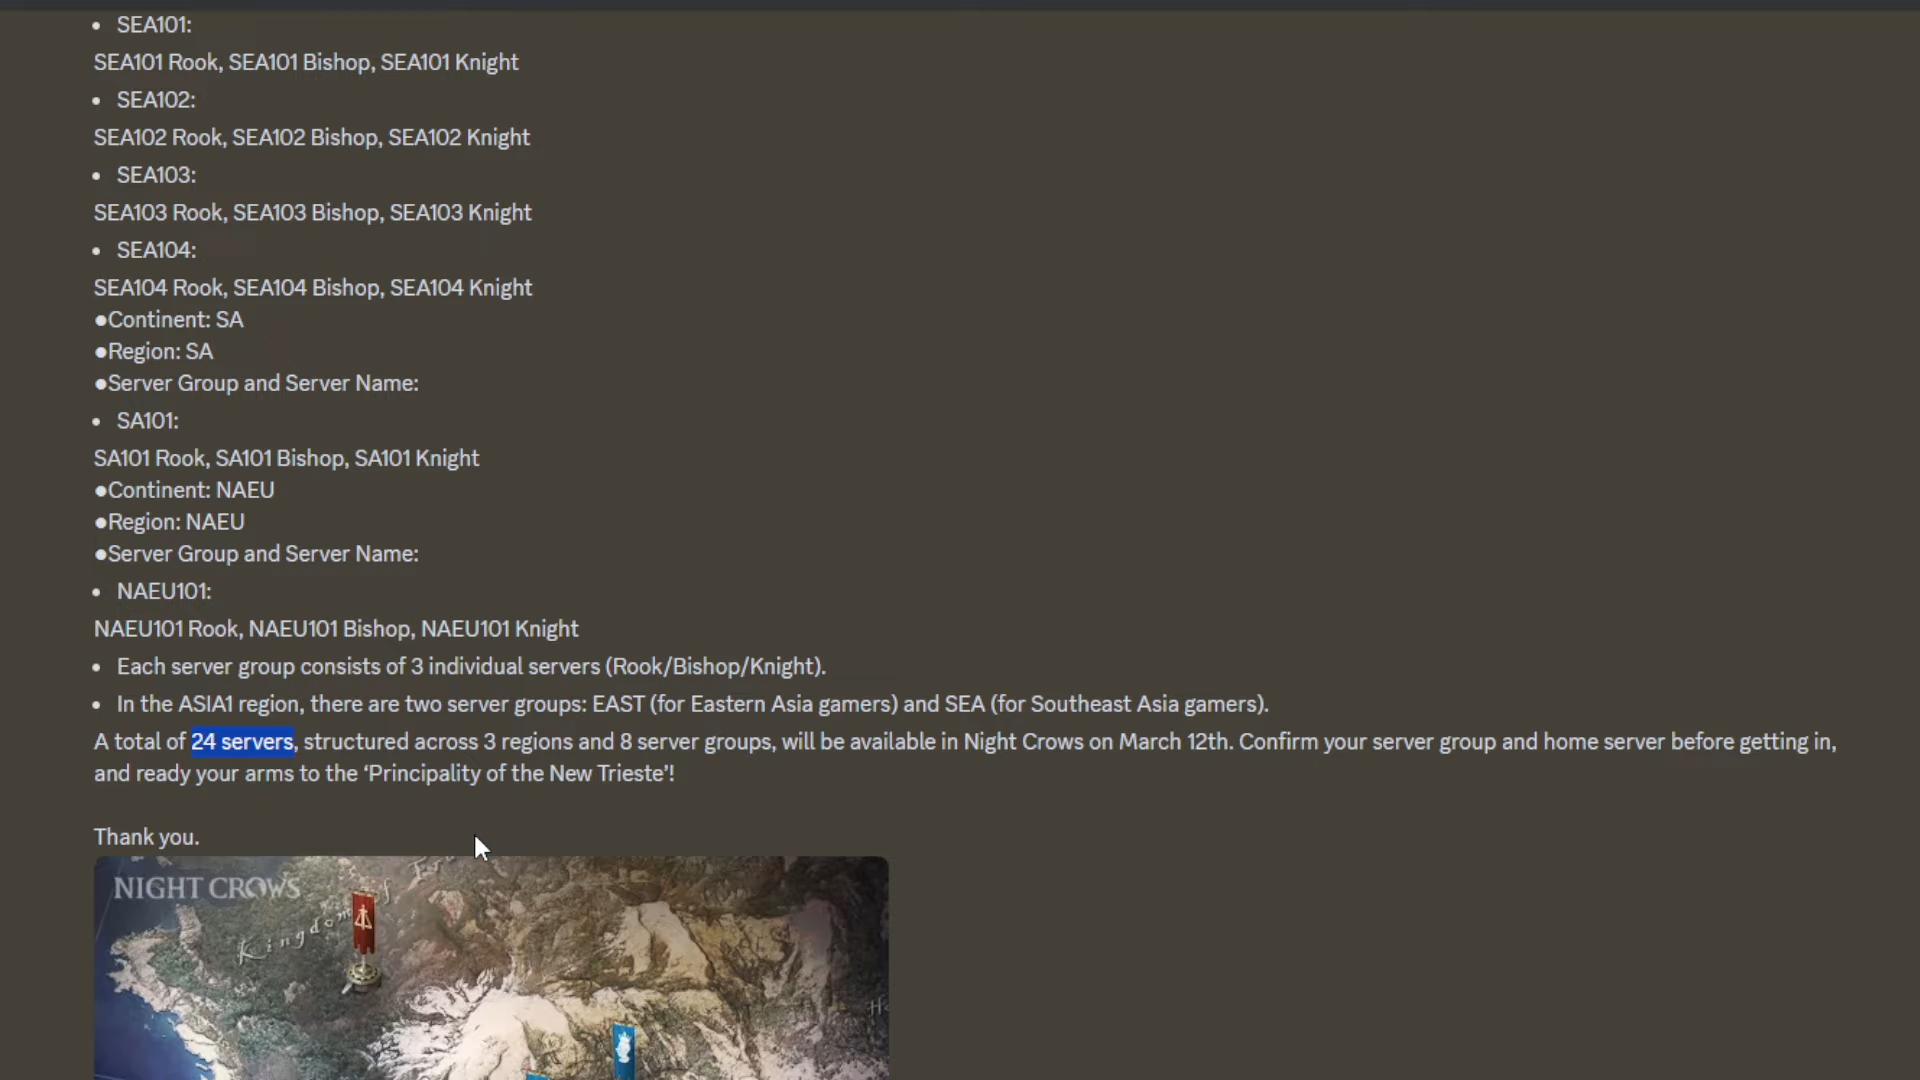 • SEA101:
SEA101 Rook, SEA101 Bishop, SEA101 Knight
• SEA102:
SEA102 Rook, SEA102 Bishop, SEA102 Knight
• SEA103:
SEA103 Rook, SEA103 Bishop, SEA103 Knight
• SEA104:
SEA104 Rook, SEA104 Bishop, SEA104 Knight
●Continent: SA
●Region: SA
●Server Group and Server Name:
• SA101:
SA101 Rook, SA101 Bishop, SA101 Knight
●Continent: NAEU
●Region: NAEU
●Server Group and Server Name:
• NAEU101:
NAEU101 Rook, NAEU101 Bishop, NAEU101 Knight
• Each server group consists of 3 individual servers (Rook/Bishop/Knight).
• In the ASIA1 region, there are two server groups: EAST (for Eastern Asia gamers) and SEA (for Southeast Asia gamers).
A total of 24 servers, structured across 3 regions and 8 server groups, will be available in Night Crows on March 12th. Confirm your server group and home server before getting in,
and ready your arms to the ‘Principality of the New Trieste’!
Thank you.
NIGHT CROWS
Kingdom of